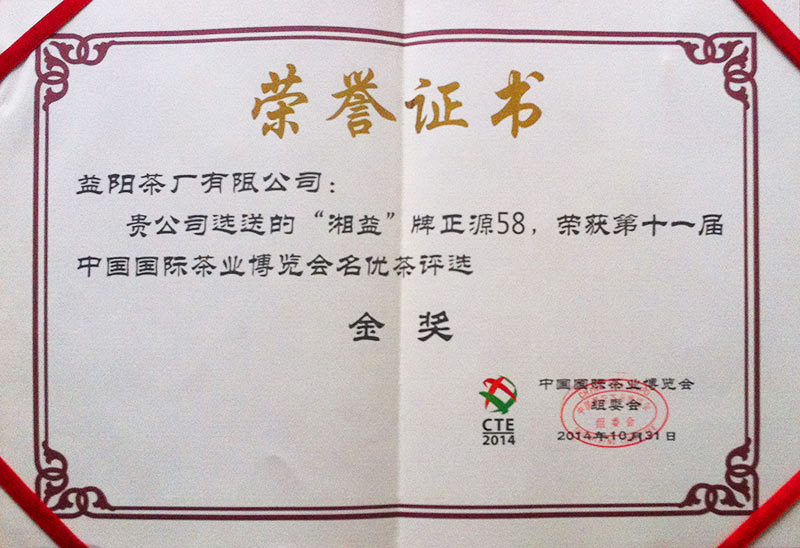 荣誉证书
益阳茶厂有限公司：
贵公司选送的“湘益”牌正源58，荣获第十一届
中国国际茶业博览会名优茶评选
金奖
CTE
2014
中国国际茶业博览会
组委会
组委会
2014年10月31日